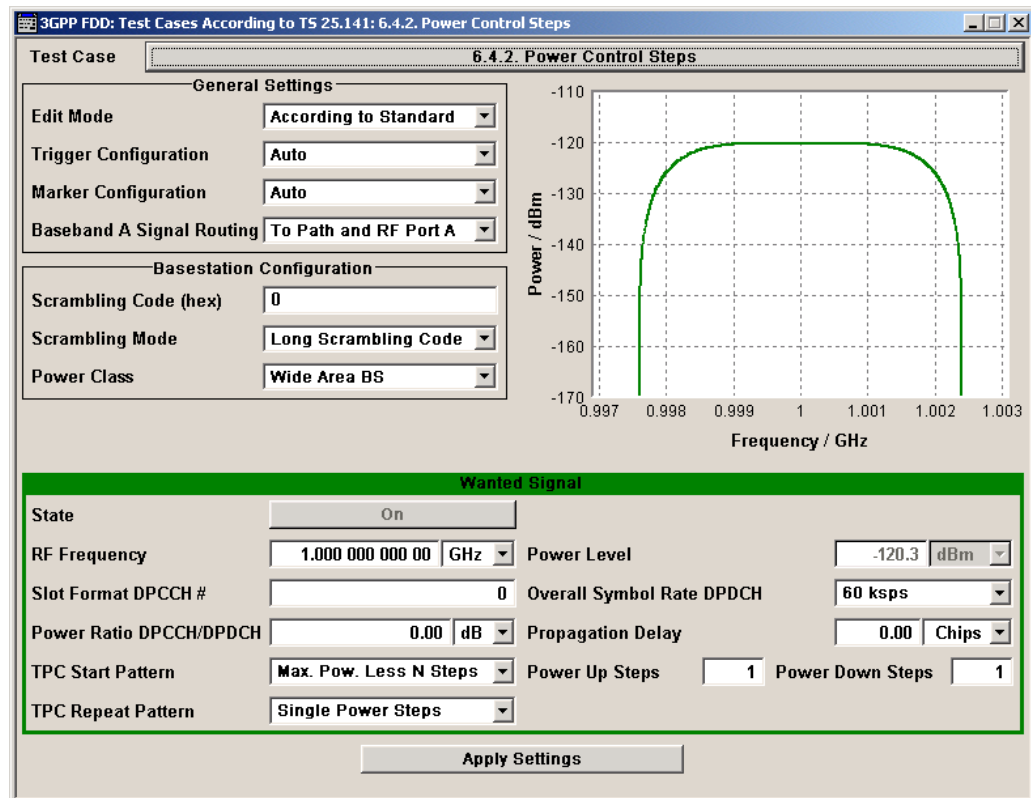 3GPP FDD: Test Cases According to TS 25.141: 6.4.2. Power Control Steps
Test Case 6.4.2. Power Control Steps
General Settings
Edit Mode According to Standard
Trigger Configuration Auto
Marker Configuration Auto
Baseband A Signal Routing To Path and RF Port A
Basestation Configuration
Scrambling Code (hex) 0
Scrambling Mode Long Scrambling Code
Power Class Wide Area BS
-110
-120
-130
-140
-150
-160
-170
Power / dBm
0.997 0.998 0.999 1 1.001 1.002 1.003
Frequency / GHz
Wanted Signal
State On
RF Frequency 1.000 000 000 00 GHz Power Level -120.3 dBm
Slot Format DPCCH # 0 Overall Symbol Rate DPDCH 60 ksps
Power Ratio DPCCH/DPDCH 0.00 dB Propagation Delay 0.00 Chips
TPC Start Pattern Max. Pow. Less N Steps Power Up Steps 1 Power Down Steps 1
TPC Repeat Pattern Single Power Steps
Apply Settings